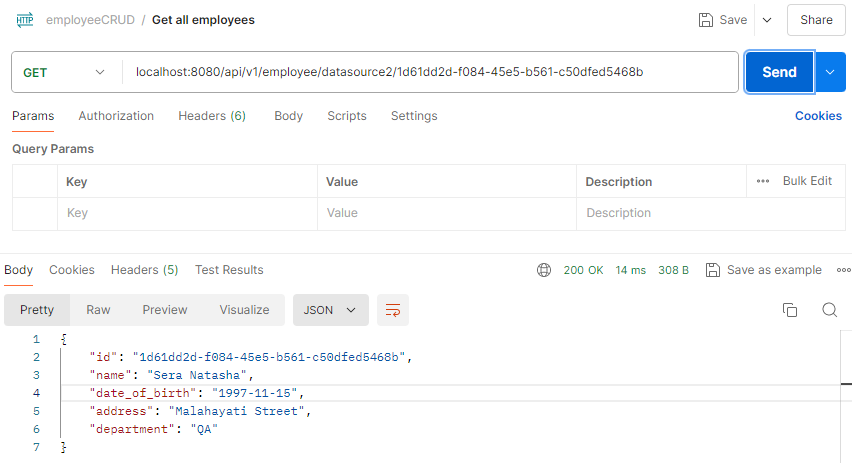 HTTP employeeCRUD / Get all employees Save Share
GET localhost:8080/api/v1/employee/datasource2/1d61dd2d-f084-45e5-b561-c50dfed5468b Send
Params Authorization Headers (6) Body Scripts Settings Cookies
Query Params
Key Value Description ••• Bulk Edit
Key Value Description
Body Cookies Headers (5) Test Results 200 OK 14 ms 308 B Save as example
Pretty Raw Preview Visualize JSON
1 {
2 "id": "1d61dd2d-f084-45e5-b561-c50dfed5468b",
3 "name": "Sera Natasha",
4 "date_of_birth": "1997-11-15",
5 "address": "Malahayati Street",
6 "department": "QA"
7 }